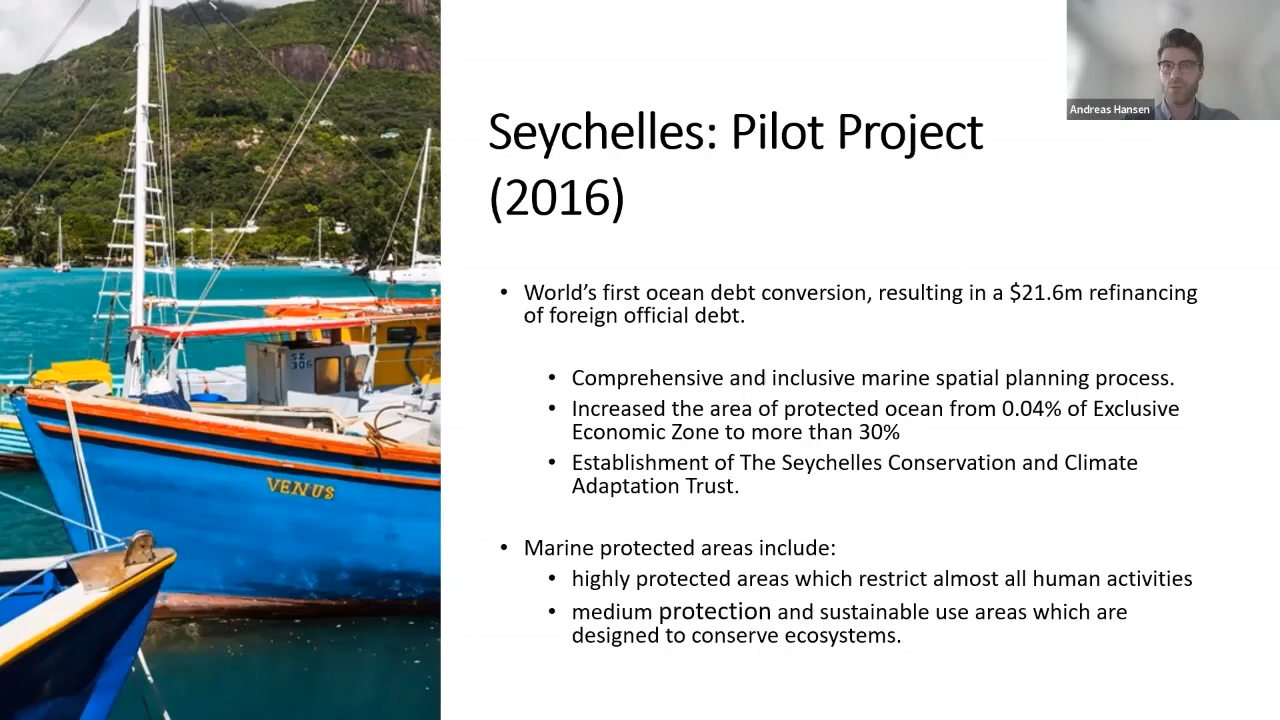 Andreas Hansen
Seychelles: Pilot Project
(2016)
• World’s first ocean debt conversion, resulting in a $21.6m refinancing
of foreign official debt.
• Comprehensive and inclusive marine spatial planning process.
• Increased the area of protected ocean from 0.04% of Exclusive
Economic Zone to more than 30%
• Establishment of The Seychelles Conservation and Climate
Adaptation Trust.
• Marine protected areas include:
• highly protected areas which restrict almost all human activities
• medium protection and sustainable use areas which are
designed to conserve ecosystems.
SZ
306
VENUS